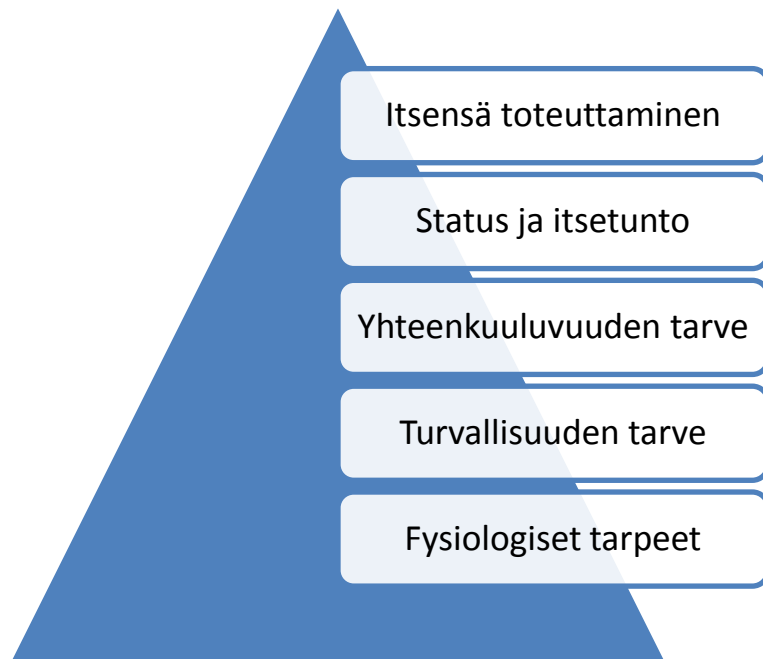 Itsensä toteuttaminen
Status ja itsetunto
Yhteenkuuluvuuden tarve
Turvallisuuden tarve
Fysiologiset tarpeet